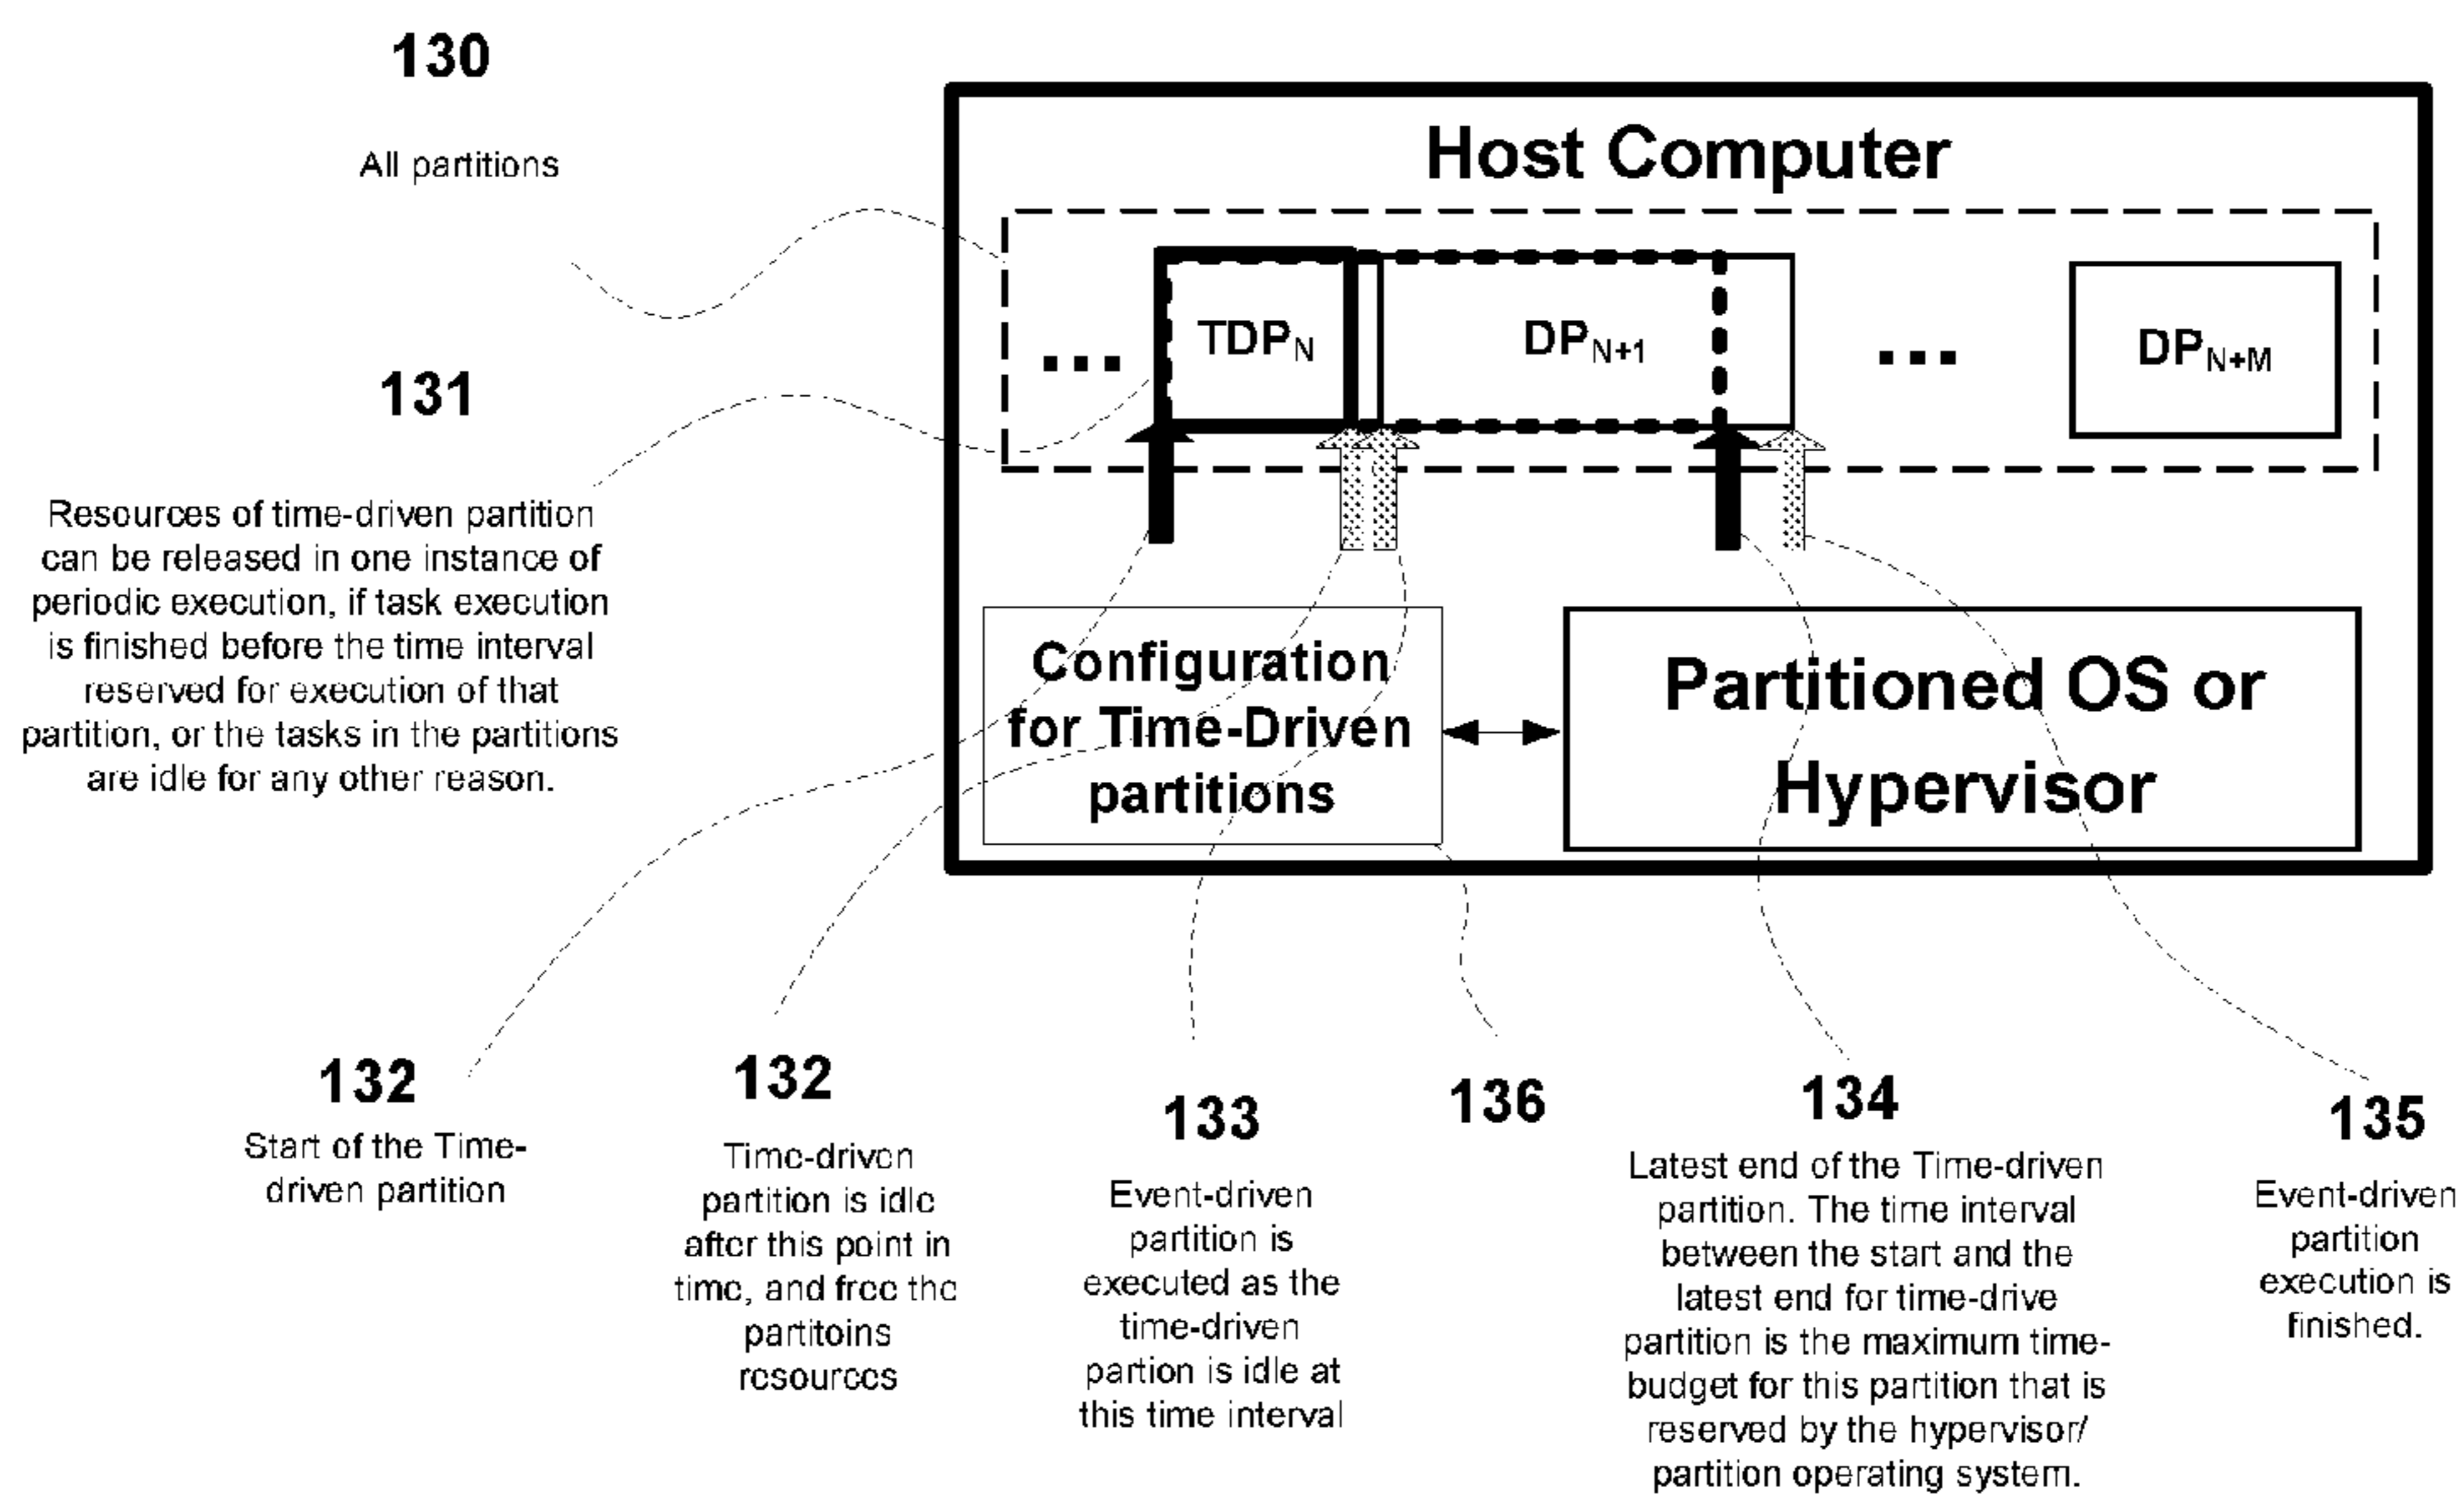 130
All partitions
Host Computer
... TDPN DPN+1 ... DPN+M
131
Resources of time-driven partition
can be released in one instance of
periodic execution, if task execution
is finished before the time interval
reserved for execution of that
partition, or the tasks in the partitions
are idle for any other reason.
Configuration
for Time-Driven
partitions
Partitioned OS or
Hypervisor
132
Start of the Time-
driven partition
132
Time-driven
partition is idle
after this point in
time, and free the
partitoins
resources
133
Event-driven
partition is
executed as the
time-driven
partion is idle at
this time interval
136
134
Latest end of the Time-driven
partition. The time interval
between the start and the
latest end for time-drive
partition is the maximum time-
budget for this partition that is
reserved by the hypervisor/
partition operating system.
135
Event-driven
partition
execution is
finished.